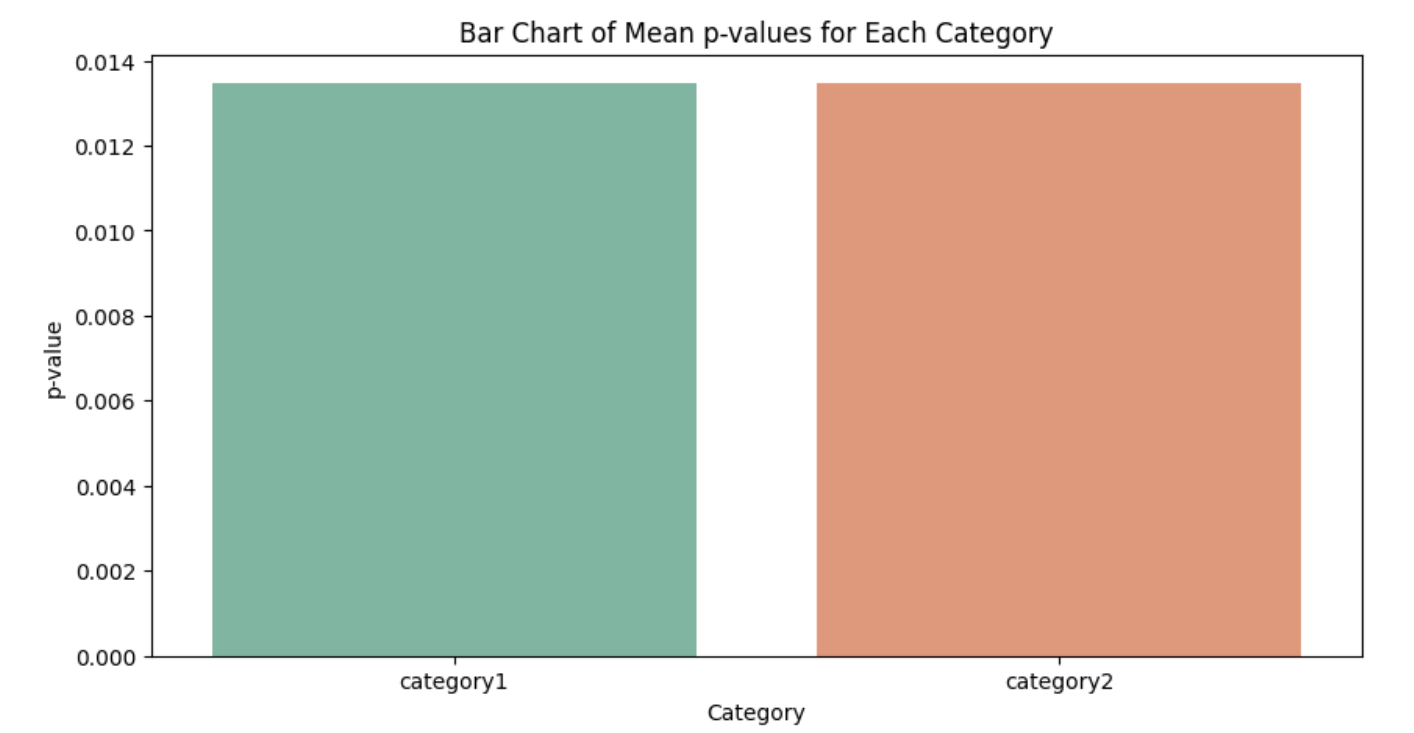 Bar Chart of Mean p-values for Each Category
0.014
0.012
0.010
0.008
0.006
0.004
0.002
0.000
p-value
category1
category2
Category